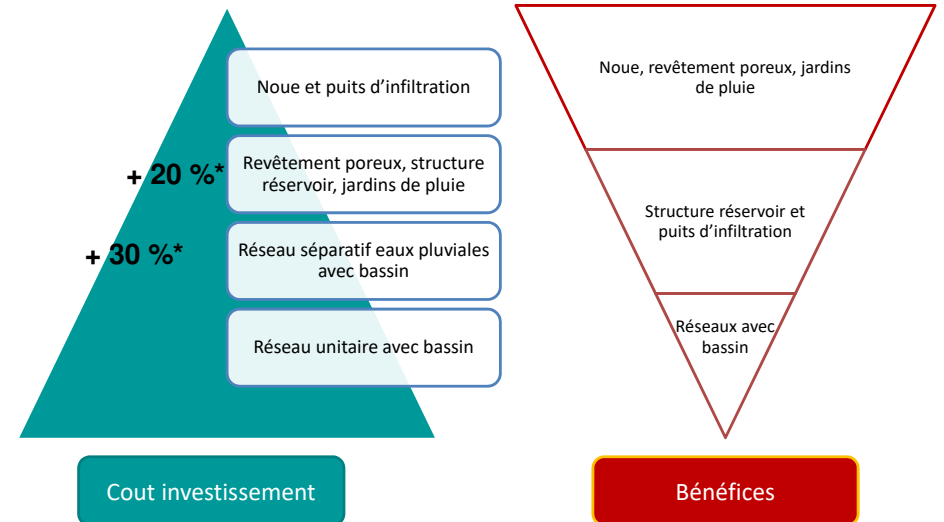 Noue et puits d’infiltration
+ 20 %*
Revêtement poreux, structure
réservoir, jardins de pluie
+ 30 %*
Réseau séparatif eaux pluviales
avec bassin
Réseau unitaire avec bassin
Cout investissement
Noue, revêtement poreux, jardins
de pluie
Structure réservoir et
puits d’infiltration
Réseaux avec
bassin
Bénéfices